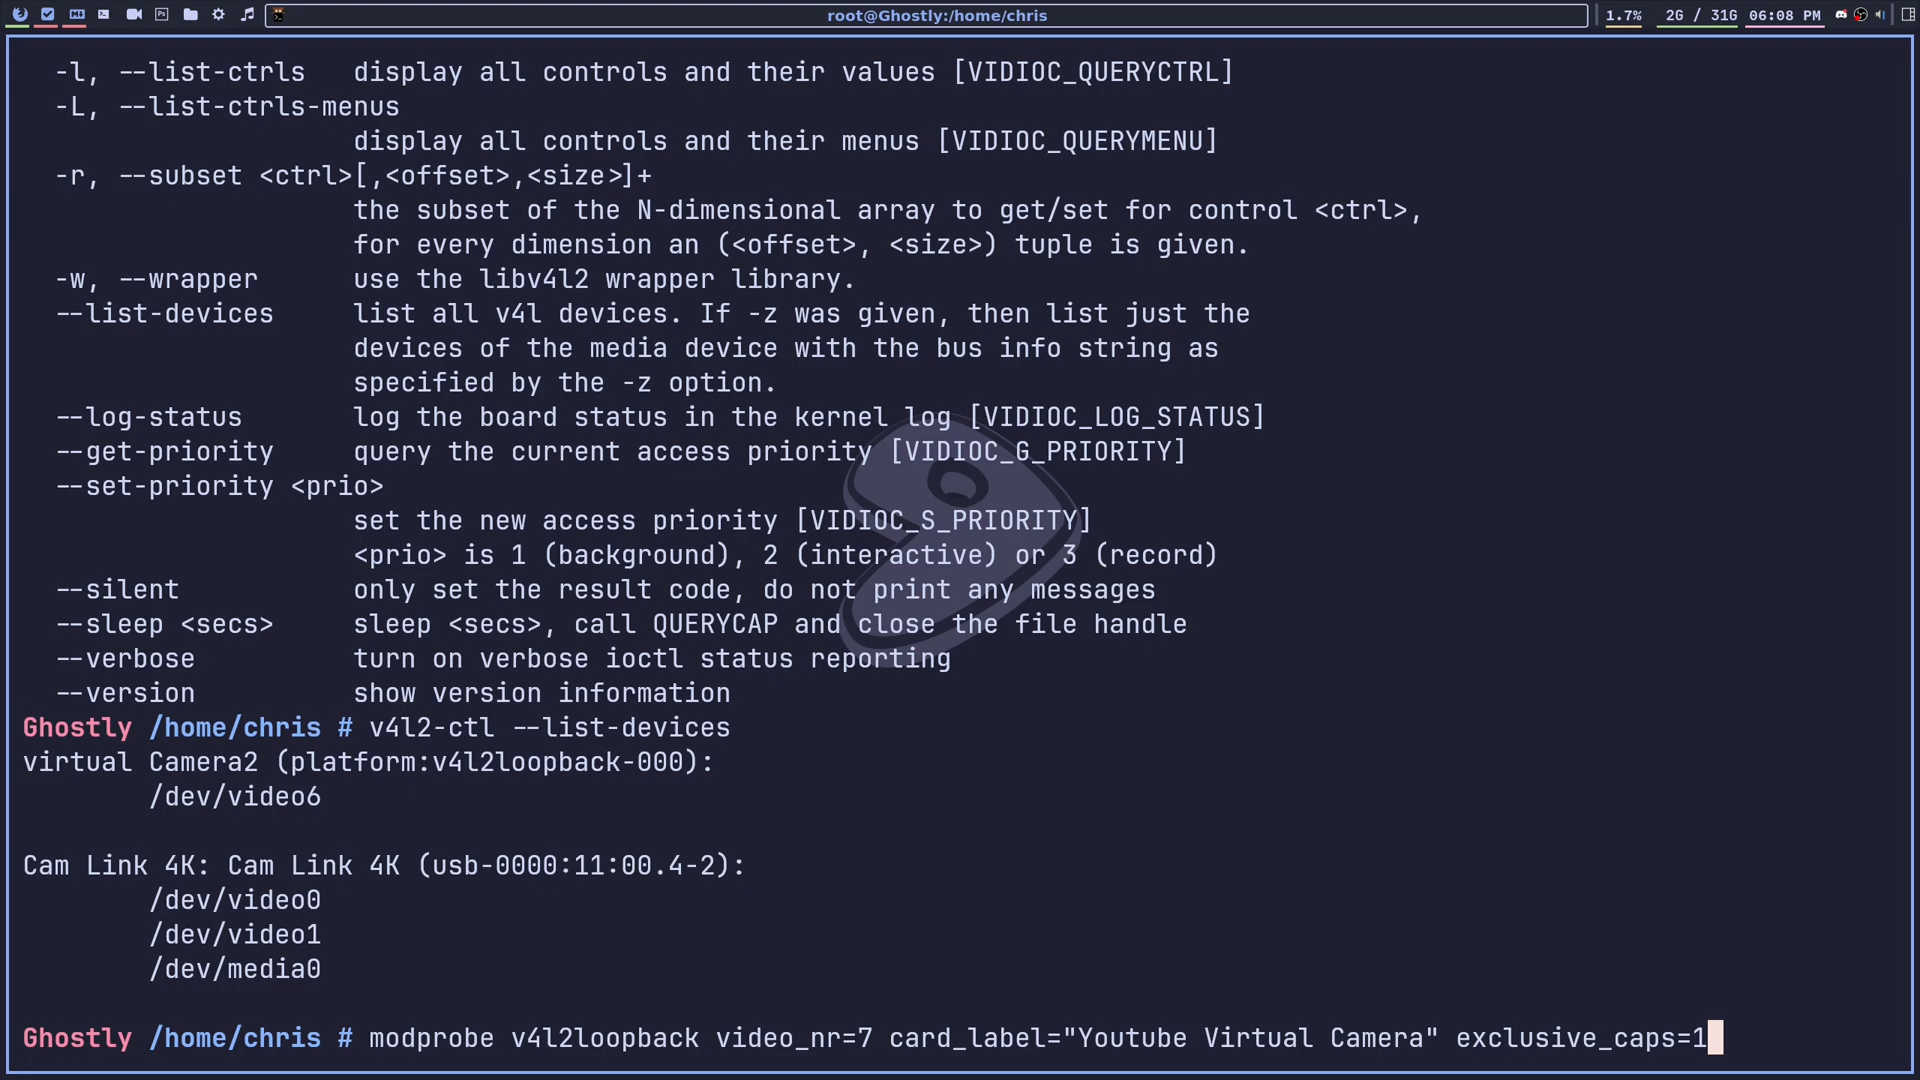 root@Ghostly:/home/chris
1.7% 2G / 31G 06:08 PM
-l, --list-ctrls display all controls and their values [VIDIOC_QUERYCTRL]
-L, --list-ctrls-menus
display all controls and their menus [VIDIOC_QUERYMENU]
-r, --subset <ctrl>[,<offset>,<size>]+
the subset of the N-dimensional array to get/set for control <ctrl>,
for every dimension an (<offset>, <size>) tuple is given.
-w, --wrapper use the libv4l2 wrapper library.
--list-devices list all v4l devices. If -z was given, then list just the
devices of the media device with the bus info string as
specified by the -z option.
--log-status log the board status in the kernel log [VIDIOC_LOG_STATUS]
--get-priority query the current access priority [VIDIOC_G_PRIORITY]
--set-priority <prio>
set the new access priority [VIDIOC_S_PRIORITY]
<prio> is 1 (background), 2 (interactive) or 3 (record)
--silent only set the result code, do not print any messages
--sleep <secs> sleep <secs>, call QUERYCAP and close the file handle
--verbose turn on verbose ioctl status reporting
--version show version information
Ghostly /home/chris # v4l2-ctl --list-devices
virtual Camera2 (platform:v4l2loopback-000):
/dev/video6
Cam Link 4K: Cam Link 4K (usb-0000:11:00.4-2):
/dev/video0
/dev/video1
/dev/media0
Ghostly /home/chris # modprobe v4l2loopback video_nr=7 card_label="Youtube Virtual Camera" exclusive_caps=1